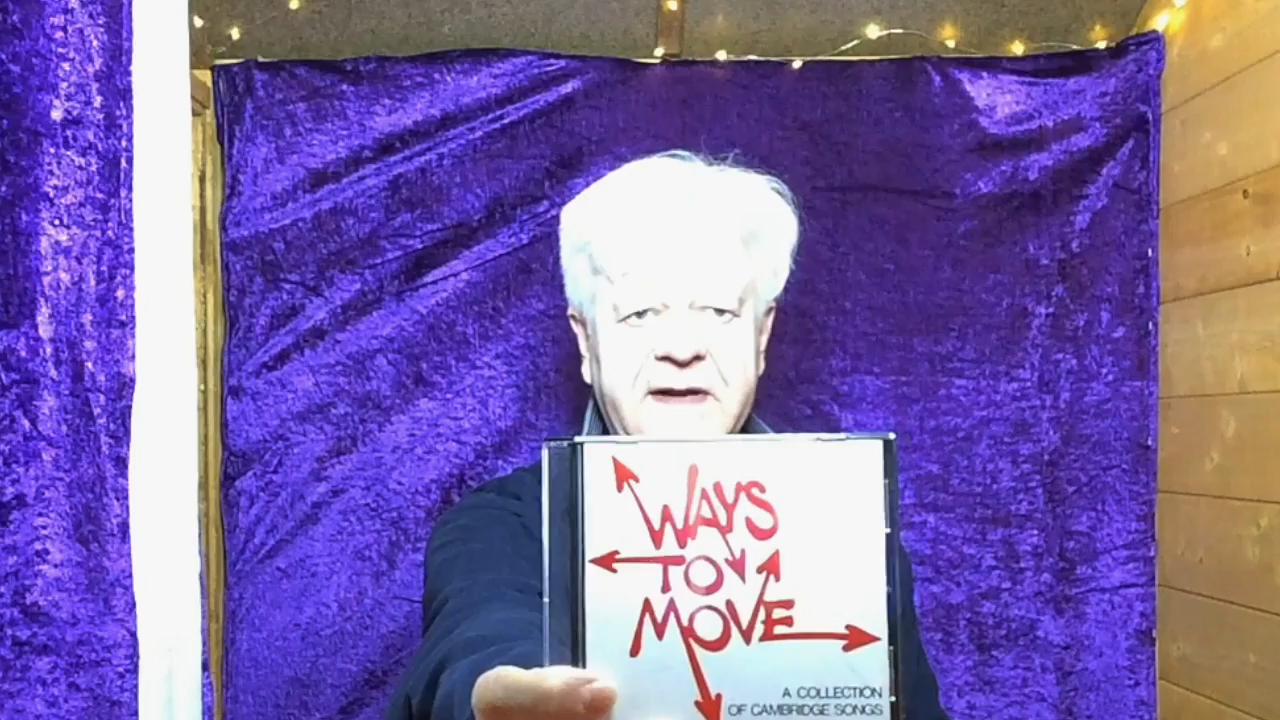 WAYS
TO
MOVE
A COLLECTION
OF CAMBRIDGE SONGS